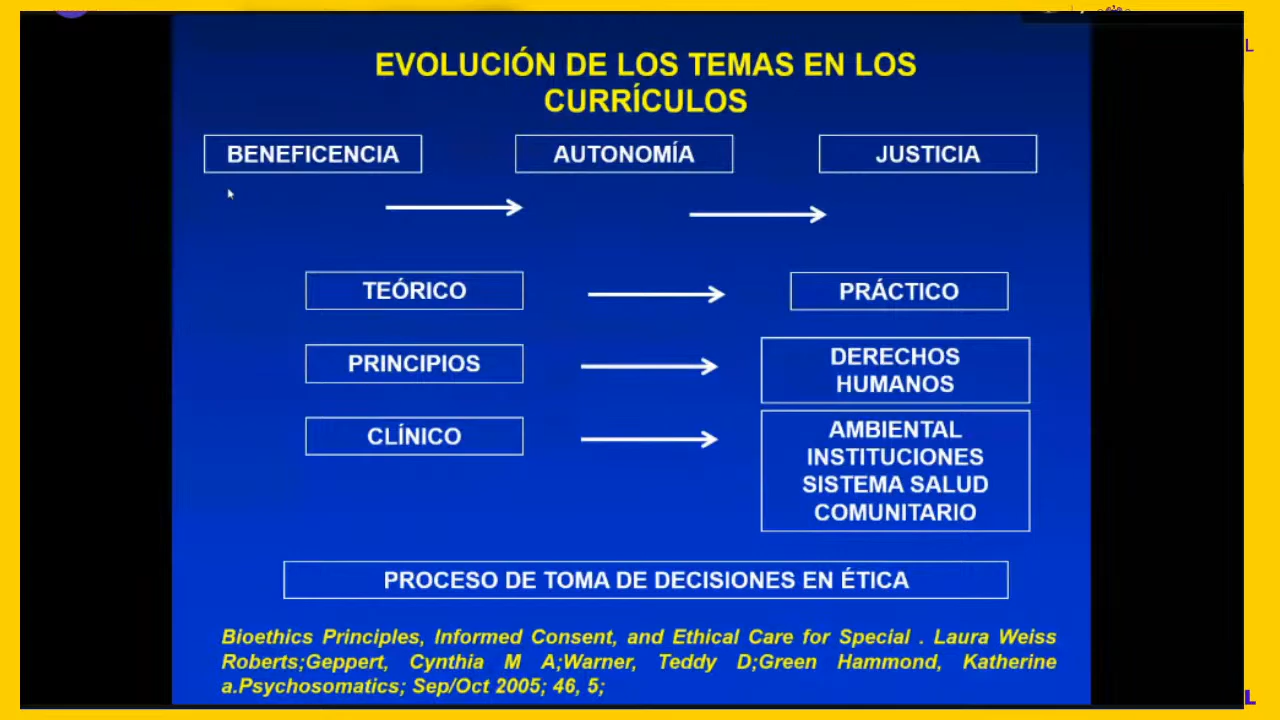 EVOLUCIÓN DE LOS TEMAS EN LOS
CURRÍCULOS
BENEFICENCIA
AUTONOMÍA
JUSTICIA
TEÓRICO
PRÁCTICO
PRINCIPIOS
DERECHOS
HUMANOS
CLÍNICO
AMBIENTAL
INSTITUCIONES
SISTEMA SALUD
COMUNITARIO
PROCESO DE TOMA DE DECISIONES EN ÉTICA
Bioethics Principles, Informed Consent, and Ethical Care for Special . Laura Weiss
Roberts;Geppert, Cynthia M A;Warner, Teddy D;Green Hammond, Katherine
a.Psychosomatics; Sep/Oct 2005; 46, 5;
L
L